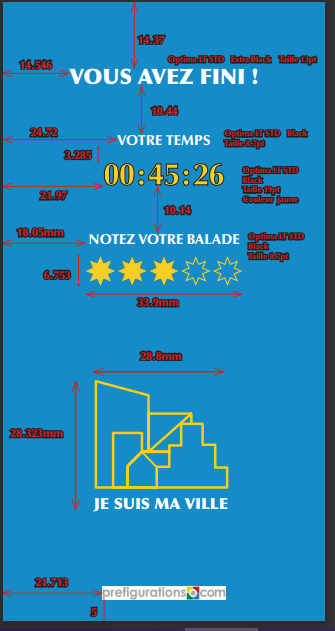 14.37
Optima LT STD Extra Black Taille 13pt
14.546
VOUS AVEZ FINI !
10.44
24.72
Optima LT STD Black
Taille 8.7pt
VOTRE TEMPS
3.285
00:45:26
Optima LT STD
Black
Taille 19pt
Couleur jaune
21.97
10.14
18.05mm
NOTEZ VOTRE BALADE
Optima LT STD
Black
Taille 8.5pt
6.753
33.9mm
28.8mm
28.323mm
JE SUIS MA VILLE
21.713
prefigurations.com
5